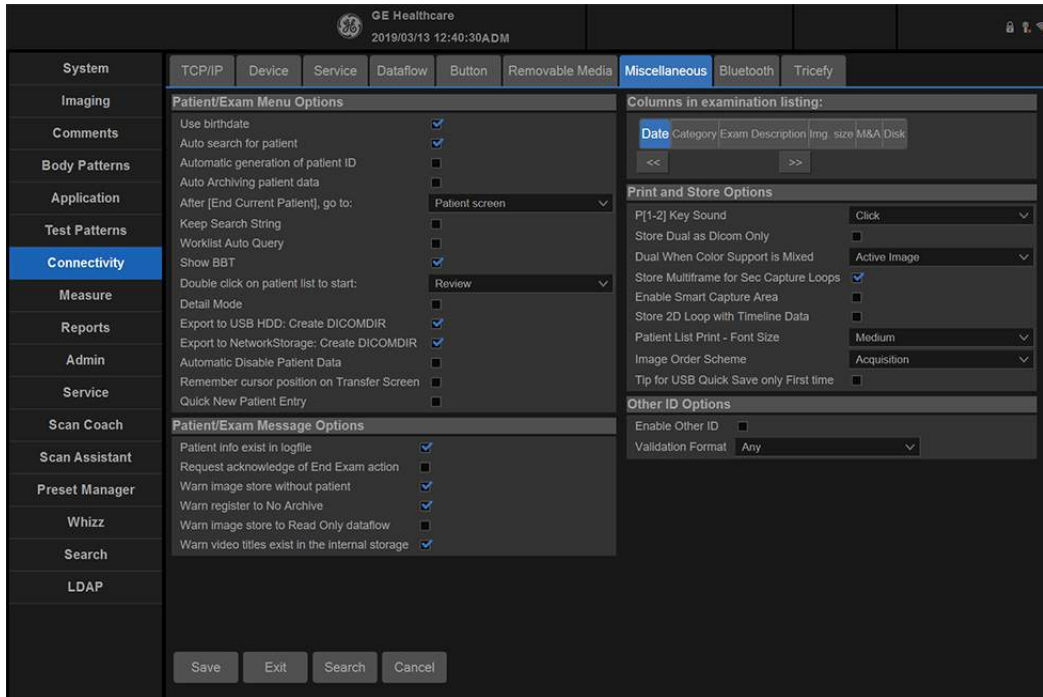 GE Healthcare
2019/03/13 12:40:30ADM
System
Imaging
Comments
Body Patterns
Application
Test Patterns
Connectivity
Measure
Reports
Admin
Service
Scan Coach
Scan Assistant
Preset Manager
Whizz
Search
LDAP
TCP/IP Device Service Dataflow Button Removable Media Miscellaneous Bluetooth Tricefy
Patient/Exam Menu Options
Use birthdate
Auto search for patient
Automatic generation of patient ID
Auto Archiving patient data
After [End Current Patient], go to: Patient screen
Keep Search String
Worklist Auto Query
Show BBT
Double click on patient list to start: Review
Detail Mode
Export to USB HDD: Create DICOMDIR
Export to NetworkStorage: Create DICOMDIR
Automatic Disable Patient Data
Remember cursor position on Transfer Screen
Quick New Patient Entry
Patient/Exam Message Options
Patient info exist in logfile
Request acknowledge of End Exam action
Warn image store without patient
Warn register to No Archive
Warn image store to Read Only dataflow
Warn video titles exist in the internal storage
Columns in examination listing:
Date Category Exam Description Img. size M&A Disk
<< >>
Print and Store Options
P[1-2] Key Sound Click
Store Dual as Dicom Only
Dual When Color Support is Mixed Active Image
Store Multiframe for Sec Capture Loops
Enable Smart Capture Area
Store 2D Loop with Timeline Data
Patient List Print - Font Size Medium
Image Order Scheme Acquisition
Tip for USB Quick Save only First time
Other ID Options
Enable Other ID
Validation Format Any
Save Exit Search Cancel